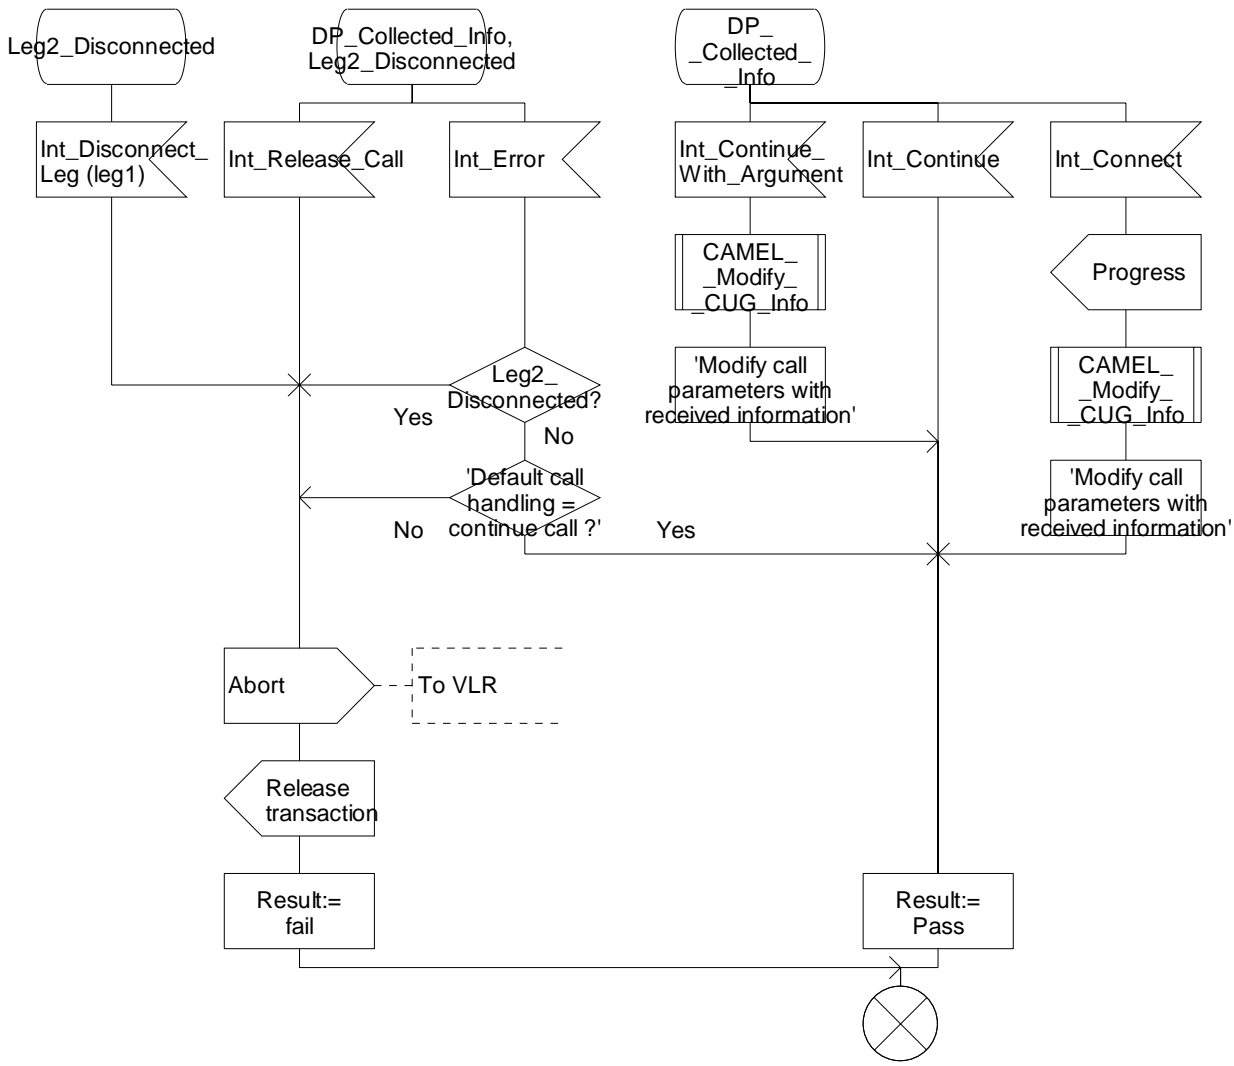 Leg2_Disconnected
DP_Collected_Info,
Leg2_Disconnected
DP_
_Collected_
_Info
Int_Disconnect_
Leg (leg1)
Int_Release_Call
Int_Error
Int_Continue_
With_Argument
Int_Continue
Int_Connect
CAMEL_
_Modify_
_CUG_Info
Progress
Leg2_
Disconnected?
Yes
No
'Modify call
parameters with
received information'
CAMEL_
_Modify_
_CUG_Info
'Default call
handling =
continue call ?'
No
Yes
'Modify call
parameters with
received information'
Abort
To VLR
Release
transaction
Result:=
fail
Result:=
Pass